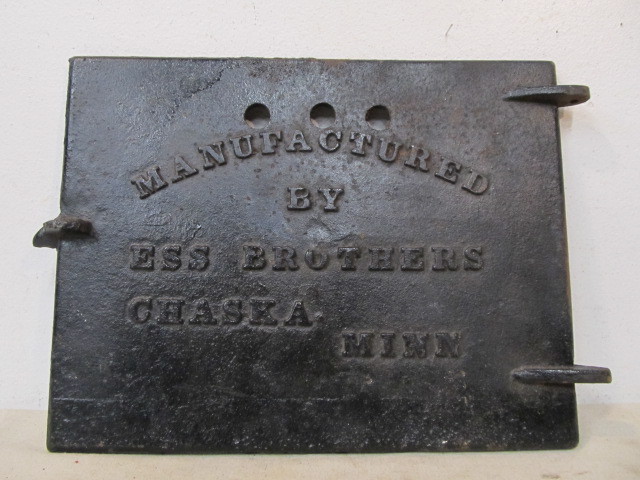 MANUFACTURED
BY
ESS BROTHERS
CHASKA.
MINN